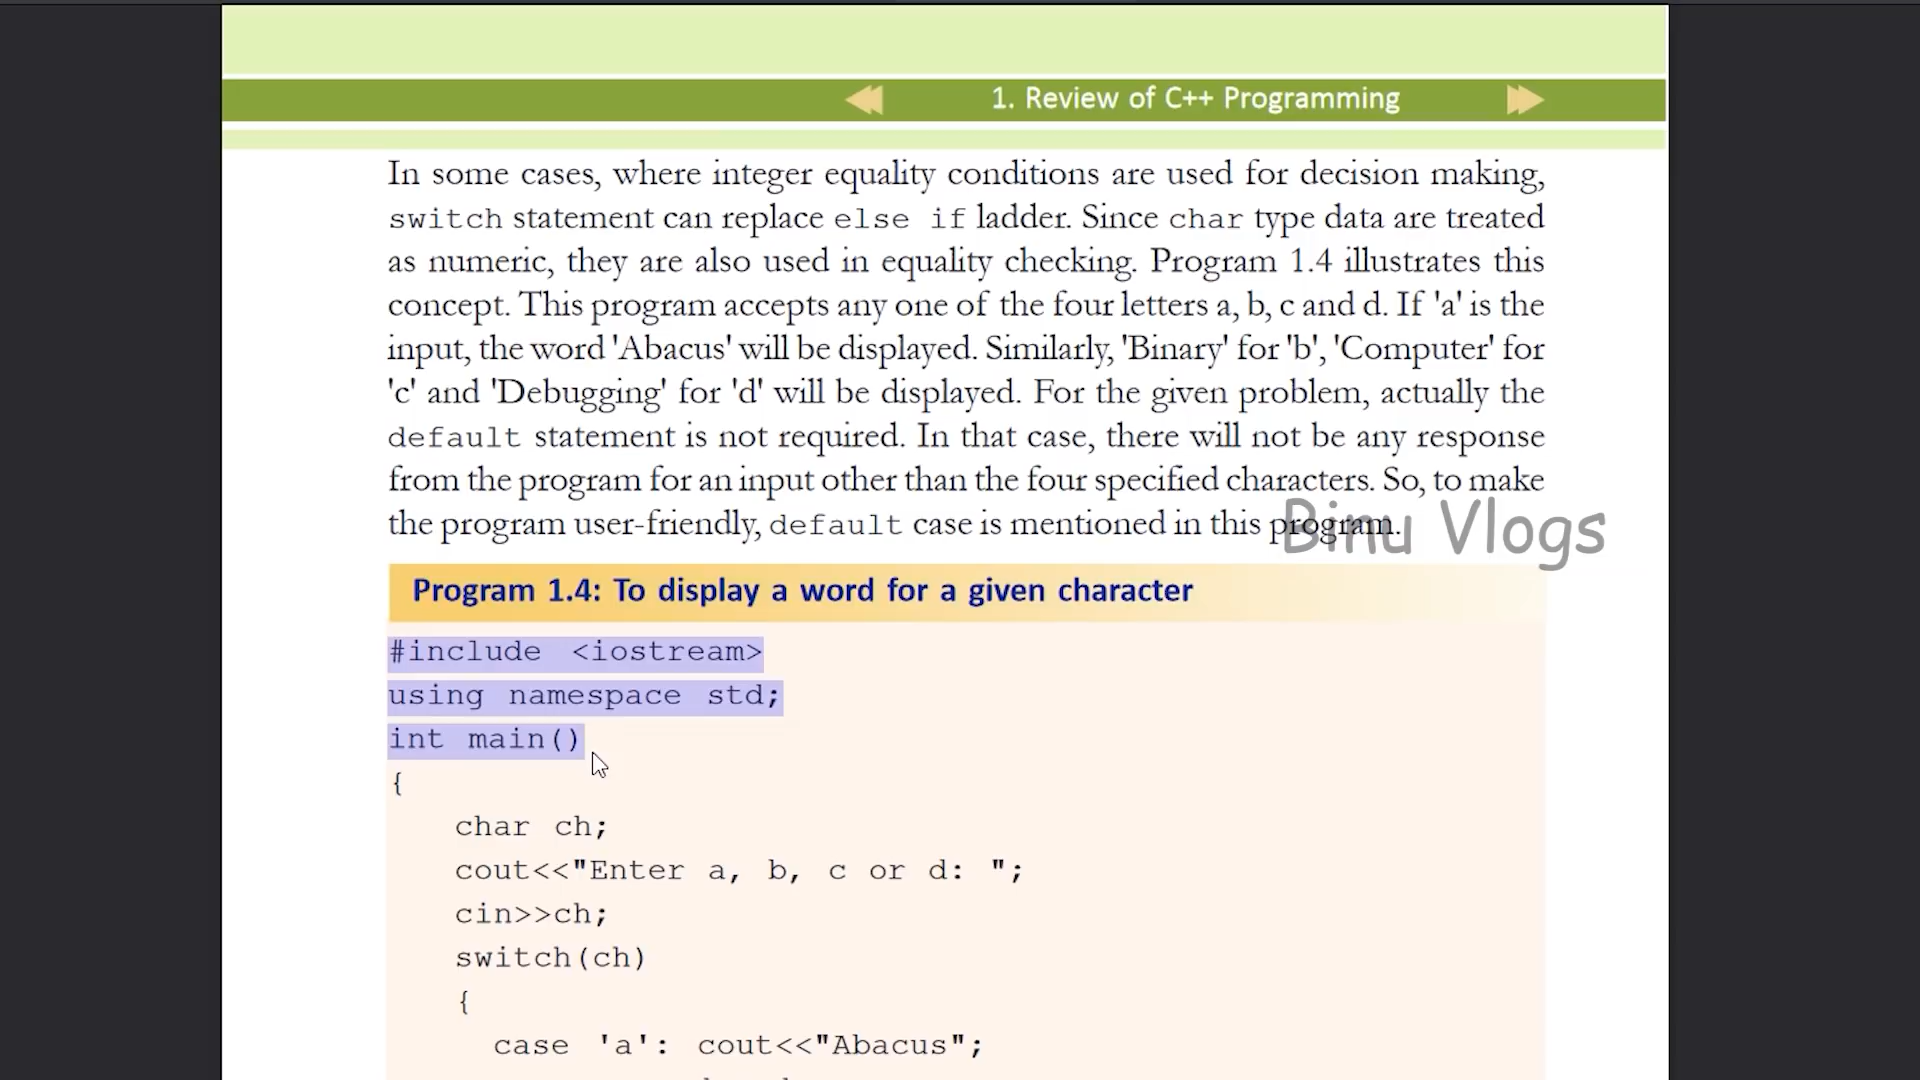 1. Review of C++ Programming
In some cases, where integer equality conditions are used for decision making,
switch statement can replace else if ladder. Since char type data are treated
as numeric, they are also used in equality checking. Program 1.4 illustrates this
concept. This program accepts any one of the four letters a, b, c and d. If 'a' is the
input, the word 'Abacus' will be displayed. Similarly, 'Binary' for 'b', 'Computer' for
'c' and 'Debugging' for 'd' will be displayed. For the given problem, actually the
default statement is not required. In that case, there will not be any response
from the program for an input other than the four specified characters. So, to make
the program user-friendly, default case is mentioned in this program.
Binu Vlogs
Program 1.4: To display a word for a given character
#include <iostream>
using namespace std;
int main()
{
char ch;
cout<<"Enter a, b, c or d: ";
cin>>ch;
switch(ch)
{
case 'a': cout<<"Abacus";